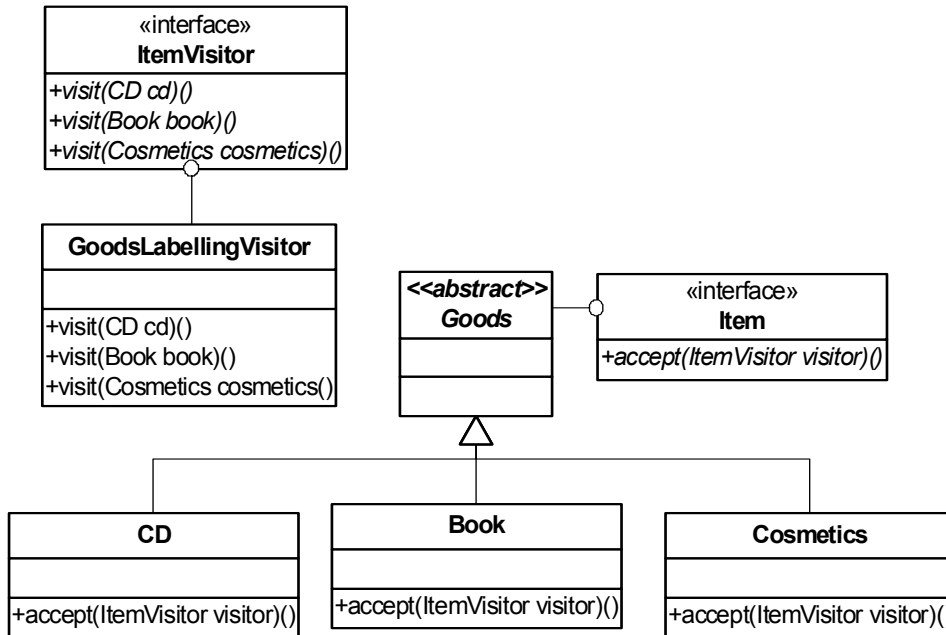 «interface»
ItemVisitor
+visit(CD cd)()
+visit(Book book)()
+visit(Cosmetics cosmetics)()
GoodsLabellingVisitor
+visit(CD cd)()
+visit(Book book)()
+visit(Cosmetics cosmetics()
<<abstract>>
Goods
«interface»
Item
+accept(ItemVisitor visitor)()
CD
+accept(ItemVisitor visitor)()
Book
+accept(ItemVisitor visitor)()
Cosmetics
+accept(ItemVisitor visitor)()